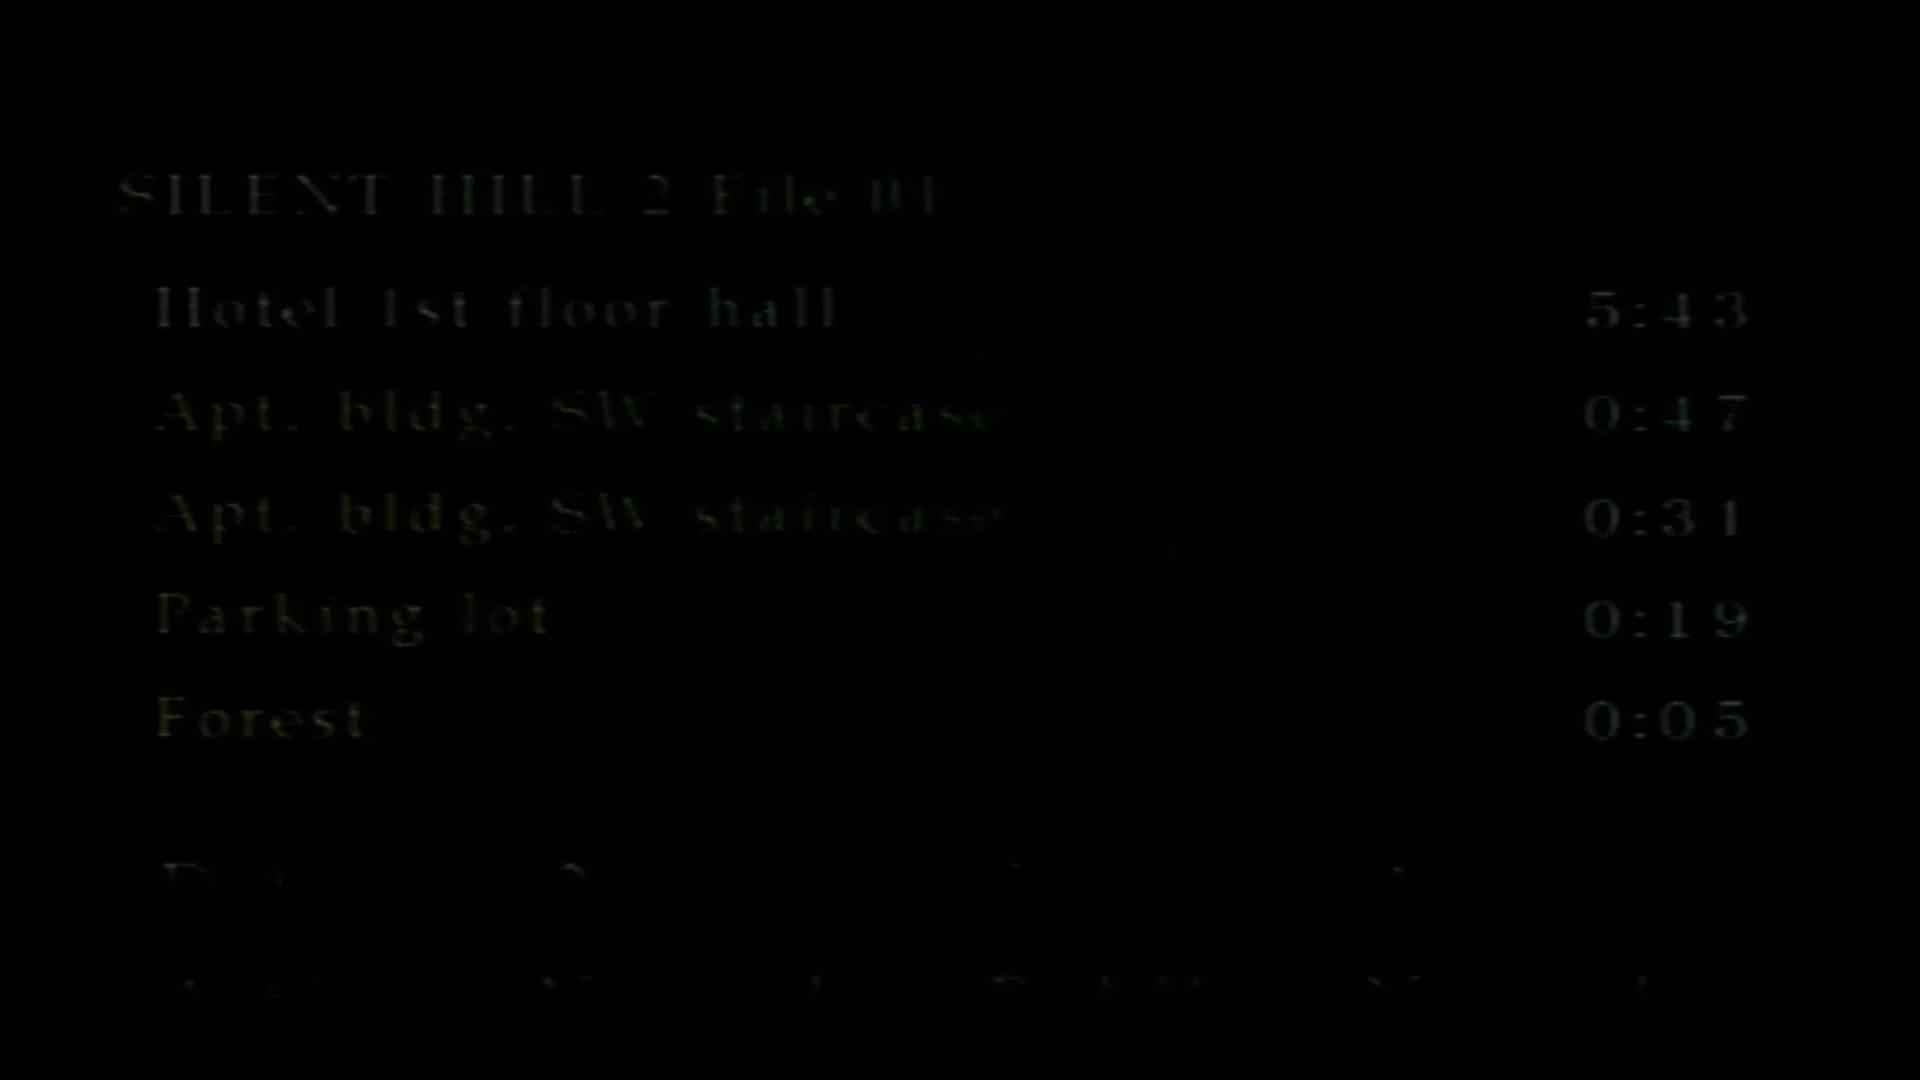 SILENT HILL 2 File 01
Hotel 1st floor hall 5:43
Apt. bldg. SW staircase 0:47
Apt. bldg. SW staircase 0:31
Parking lot 0:19
Forest 0:05